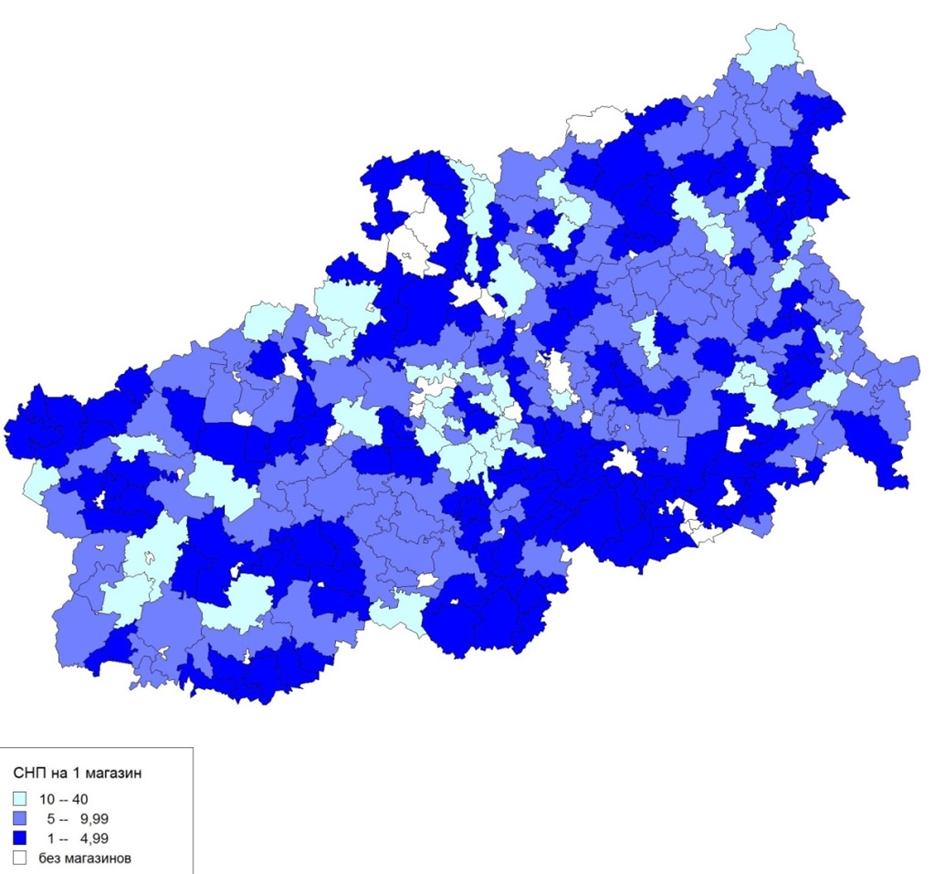 СНП на 1 магазин
10 -- 40
5 -- 9,99
1 -- 4,99
без магазинов